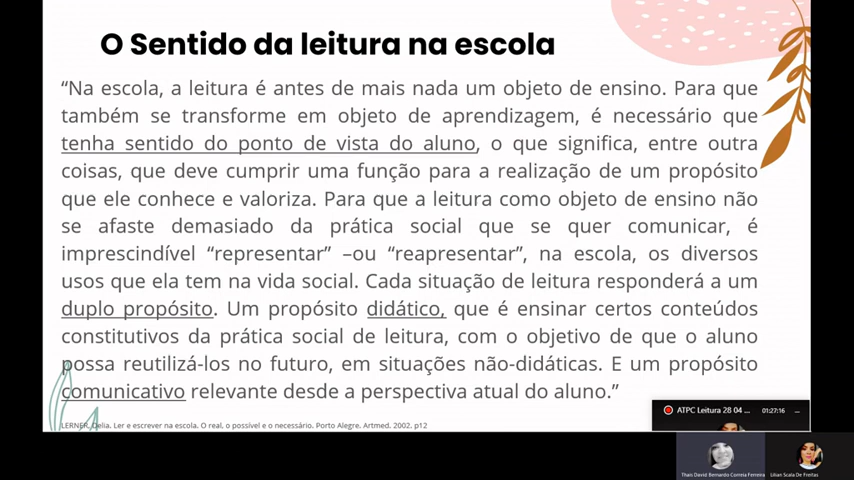 O Sentido da leitura na escola
“Na escola, a leitura é antes de mais nada um objeto de ensino. Para que
também se transforme em objeto de aprendizagem, é necessário que
tenha sentido do ponto de vista do aluno, o que significa, entre outra
coisas, que deve cumprir uma função para a realização de um propósito
que ele conhece e valoriza. Para que a leitura como objeto de ensino não
se afaste demasiado da prática social que se quer comunicar, é
imprescindível “representar” –ou “reapresentar”, na escola, os diversos
usos que ela tem na vida social. Cada situação de leitura responderá a um
duplo propósito. Um propósito didático, que é ensinar certos conteúdos
constitutivos da prática social de leitura, com o objetivo de que o aluno
possa reutilizá-los no futuro, em situações não-didáticas. E um propósito
comunicativo relevante desde a perspectiva atual do aluno.”
LERNER, Delia. Ler e escrever na escola. O real, o possível e o necessário. Porto Alegre. Artmed. 2002. p12
ATPC Leitura 28 04 ... 01:27:16 ...
Thais David Bernardo Correia Ferreira Lilian Scala De Freitas